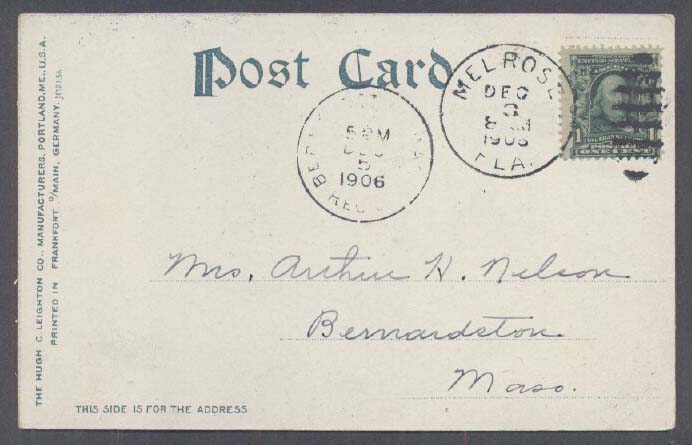 THE HUGH C. LEIGHTON CO., MANUFACTURERS, PORTLAND, ME., U.S.A.
PRINTED IN FRANKFORT o/MAIN, GERMANY.
Post Card
MELROSE
DEC
3
8 AM
1906
FLA.
5 PM
DEC
5
1906
REC'D
ONE CENT
Mrs. Arthur H. Nelson
Bernardston
Mass.
THIS SIDE IS FOR THE ADDRESS